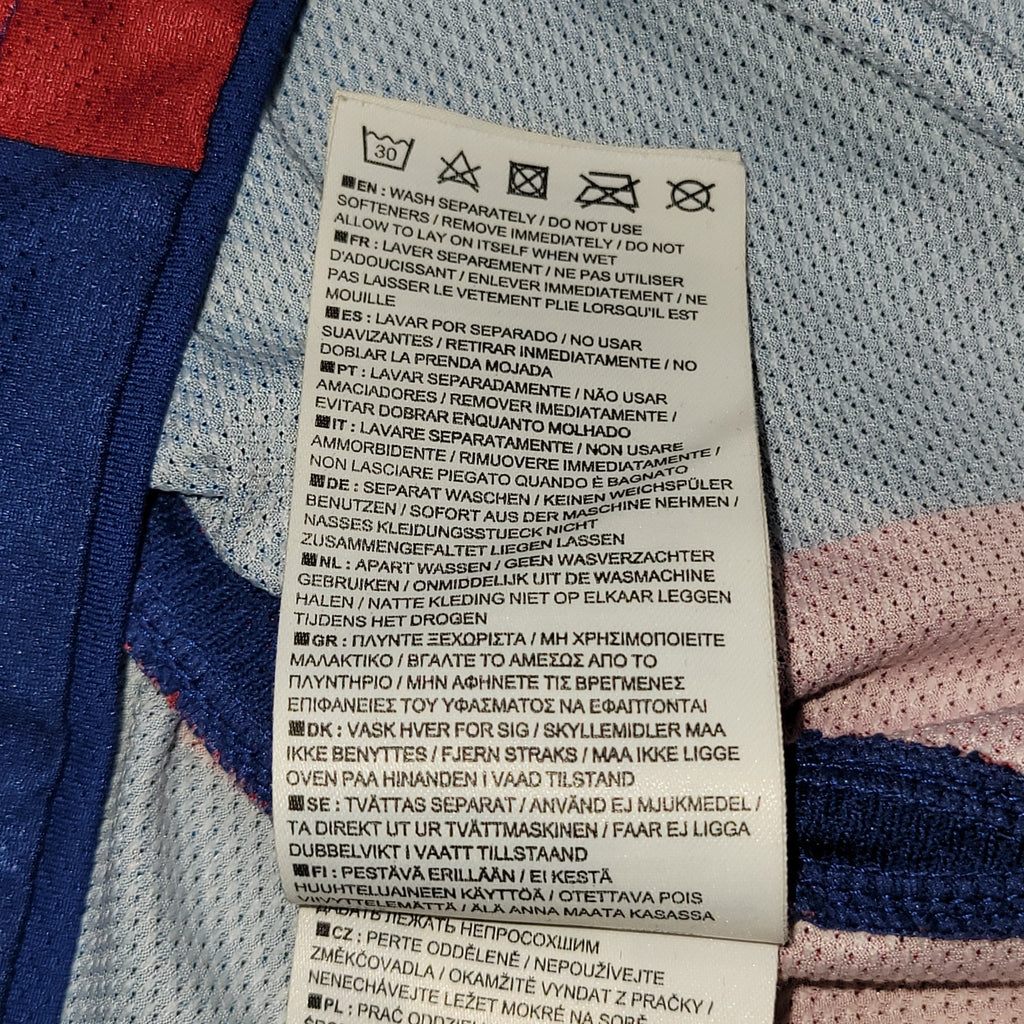 30
EN : WASH SEPARATELY / DO NOT USE
SOFTENERS / REMOVE IMMEDIATELY / DO NOT
ALLOW TO LAY ON ITSELF WHEN WET
FR : LAVER SEPAREMENT / NE PAS UTILISER
D'ADOUCISSANT / ENLEVER IMMEDIATEMENT / NE
PAS LAISSER LE VETEMENT PLIE LORSQU'IL EST
MOUILLE
ES : LAVAR POR SEPARADO / NO USAR
SUAVIZANTES / RETIRAR INMEDIATAMENTE / NO
DOBLAR LA PRENDA MOJADA
PT : LAVAR SEPARADAMENTE / NÃO USAR
AMACIADORES / REMOVER IMEDIATAMENTE /
EVITAR DOBRAR ENQUANTO MOLHADO
IT : LAVARE SEPARATAMENTE / NON USARE
AMMORBIDENTE / RIMUOVERE IMMEDIATAMENTE /
NON LASCIARE PIEGATO QUANDO È BAGNATO
DE : SEPARAT WASCHEN / KEINEN WEICHSPÜLER
BENUTZEN / SOFORT AUS DER MASCHINE NEHMEN /
NASSES KLEIDUNGSSTUECK NICHT
ZUSAMMENGEFALTET LIEGEN LASSEN
NL : APART WASSEN / GEEN WASVERZACHTER
GEBRUIKEN / ONMIDDELIJK UIT DE WASMACHINE
HALEN / NATTE KLEDING NIET OP ELKAAR LEGGEN
TIJDENS HET DROGEN
GR : ΠΛΥΝΤΕ ΞΕΧΩΡΙΣΤΑ / ΜΗ ΧΡΗΣΙΜΟΠΟΙΕΙΤΕ
ΜΑΛΑΚΤΙΚΟ / ΒΓΑΛΤΕ ΤΟ ΑΜΕΣΩΣ ΑΠΟ ΤΟ
ΠΛΥΝΤΗΡΙΟ / ΜΗΝ ΑΦΗΝΕΤΕ ΤΙΣ ΒΡΕΓΜΕΝΕΣ
ΕΠΙΦΑΝΕΙΕΣ ΤΟΥ ΥΦΑΣΜΑΤΟΣ ΝΑ ΕΦΑΠΤΟΝΤΑΙ
DK : VASK HVER FOR SIG / SKYLLEMIDLER MAA
IKKE BENYTTES / FJERN STRAKS / MAA IKKE LIGGE
OVEN PAA HINANDEN I VAAD TILSTAND
SE : TVÄTTAS SEPARAT / ANVÄND EJ MJUKMEDEL /
TA DIREKT UT UR TVÄTTMASKINEN / FAAR EJ LIGGA
DUBBELVIKT I VAATT TILLSTAAND
FI : PESTÄVÄ ERILLÄÄN / EI KESTÄ
HUUHTELUAINEEN KÄYTTÖÄ / OTETTAVA POIS
VIIVYTTELEMÄTTÄ / ÄLÄ ANNA MAATA KASASSA
ДАВАТЬ ЛЕЖАТЬ НЕПРОСОХШИМ
CZ : PERTE ODDĚLENĚ / NEPOUŽÍVEJTE
ZMĚKČOVADLA / OKAMŽITĚ VYNDAT Z PRAČKY /
NENECHÁVEJTE LEŽET MOKRÉ NA SOBĚ
PL : PRAĆ